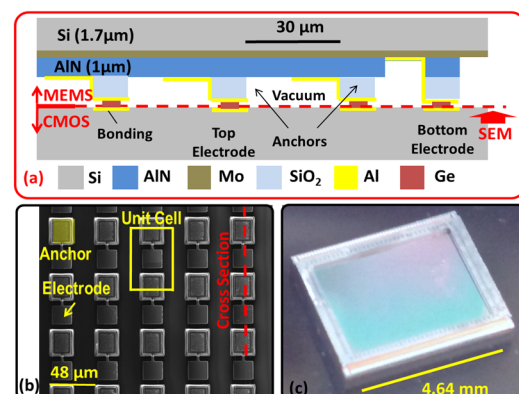 Si (1.7µm)
30 µm
AlN (1µm)
MEMS
CMOS
Vacuum
Bonding
Top
Electrode
Anchors
Bottom
Electrode
SEM
(a)
Si
AlN
Mo
SiO₂
Al
Ge
Unit Cell
Anchor
Electrode
Cross Section
48 µm
(b)
(c)
4.64 mm